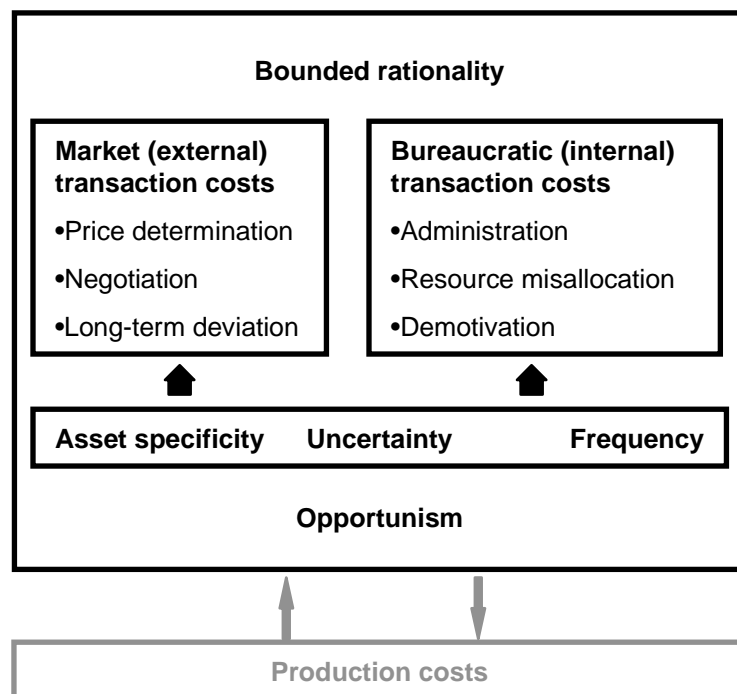 Bounded rationality
Market (external)
transaction costs
•Price determination
•Negotiation
•Long-term deviation
Bureaucratic (internal)
transaction costs
•Administration
•Resource misallocation
•Demotivation
Asset specificity Uncertainty Frequency
Opportunism
Production costs